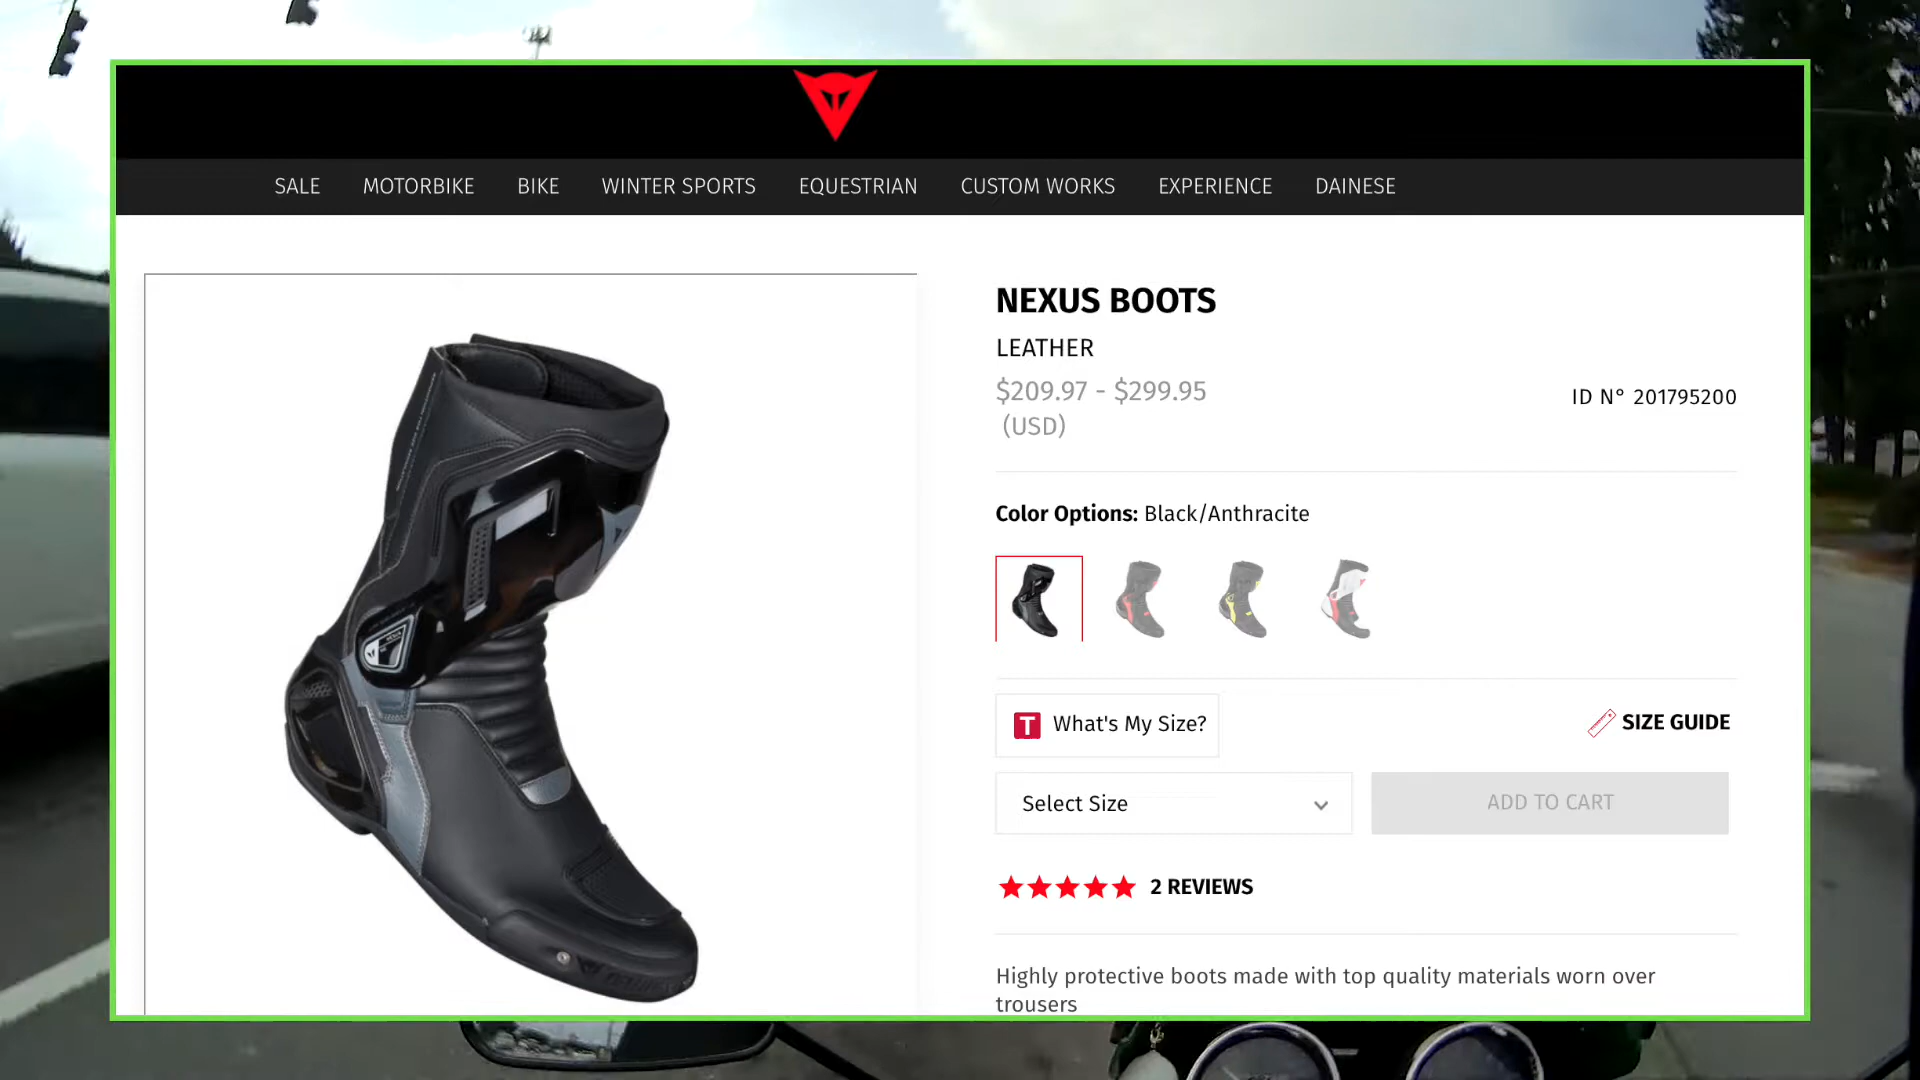 SALE MOTORBIKE BIKE WINTER SPORTS EQUESTRIAN CUSTOM WORKS EXPERIENCE DAINESE
NEXUS BOOTS
LEATHER
$209.97 - $299.95
(USD)
ID N° 201795200
Color Options: Black/Anthracite
T What's My Size?
SIZE GUIDE
Select Size
ADD TO CART
2 REVIEWS
Highly protective boots made with top quality materials worn over
trousers